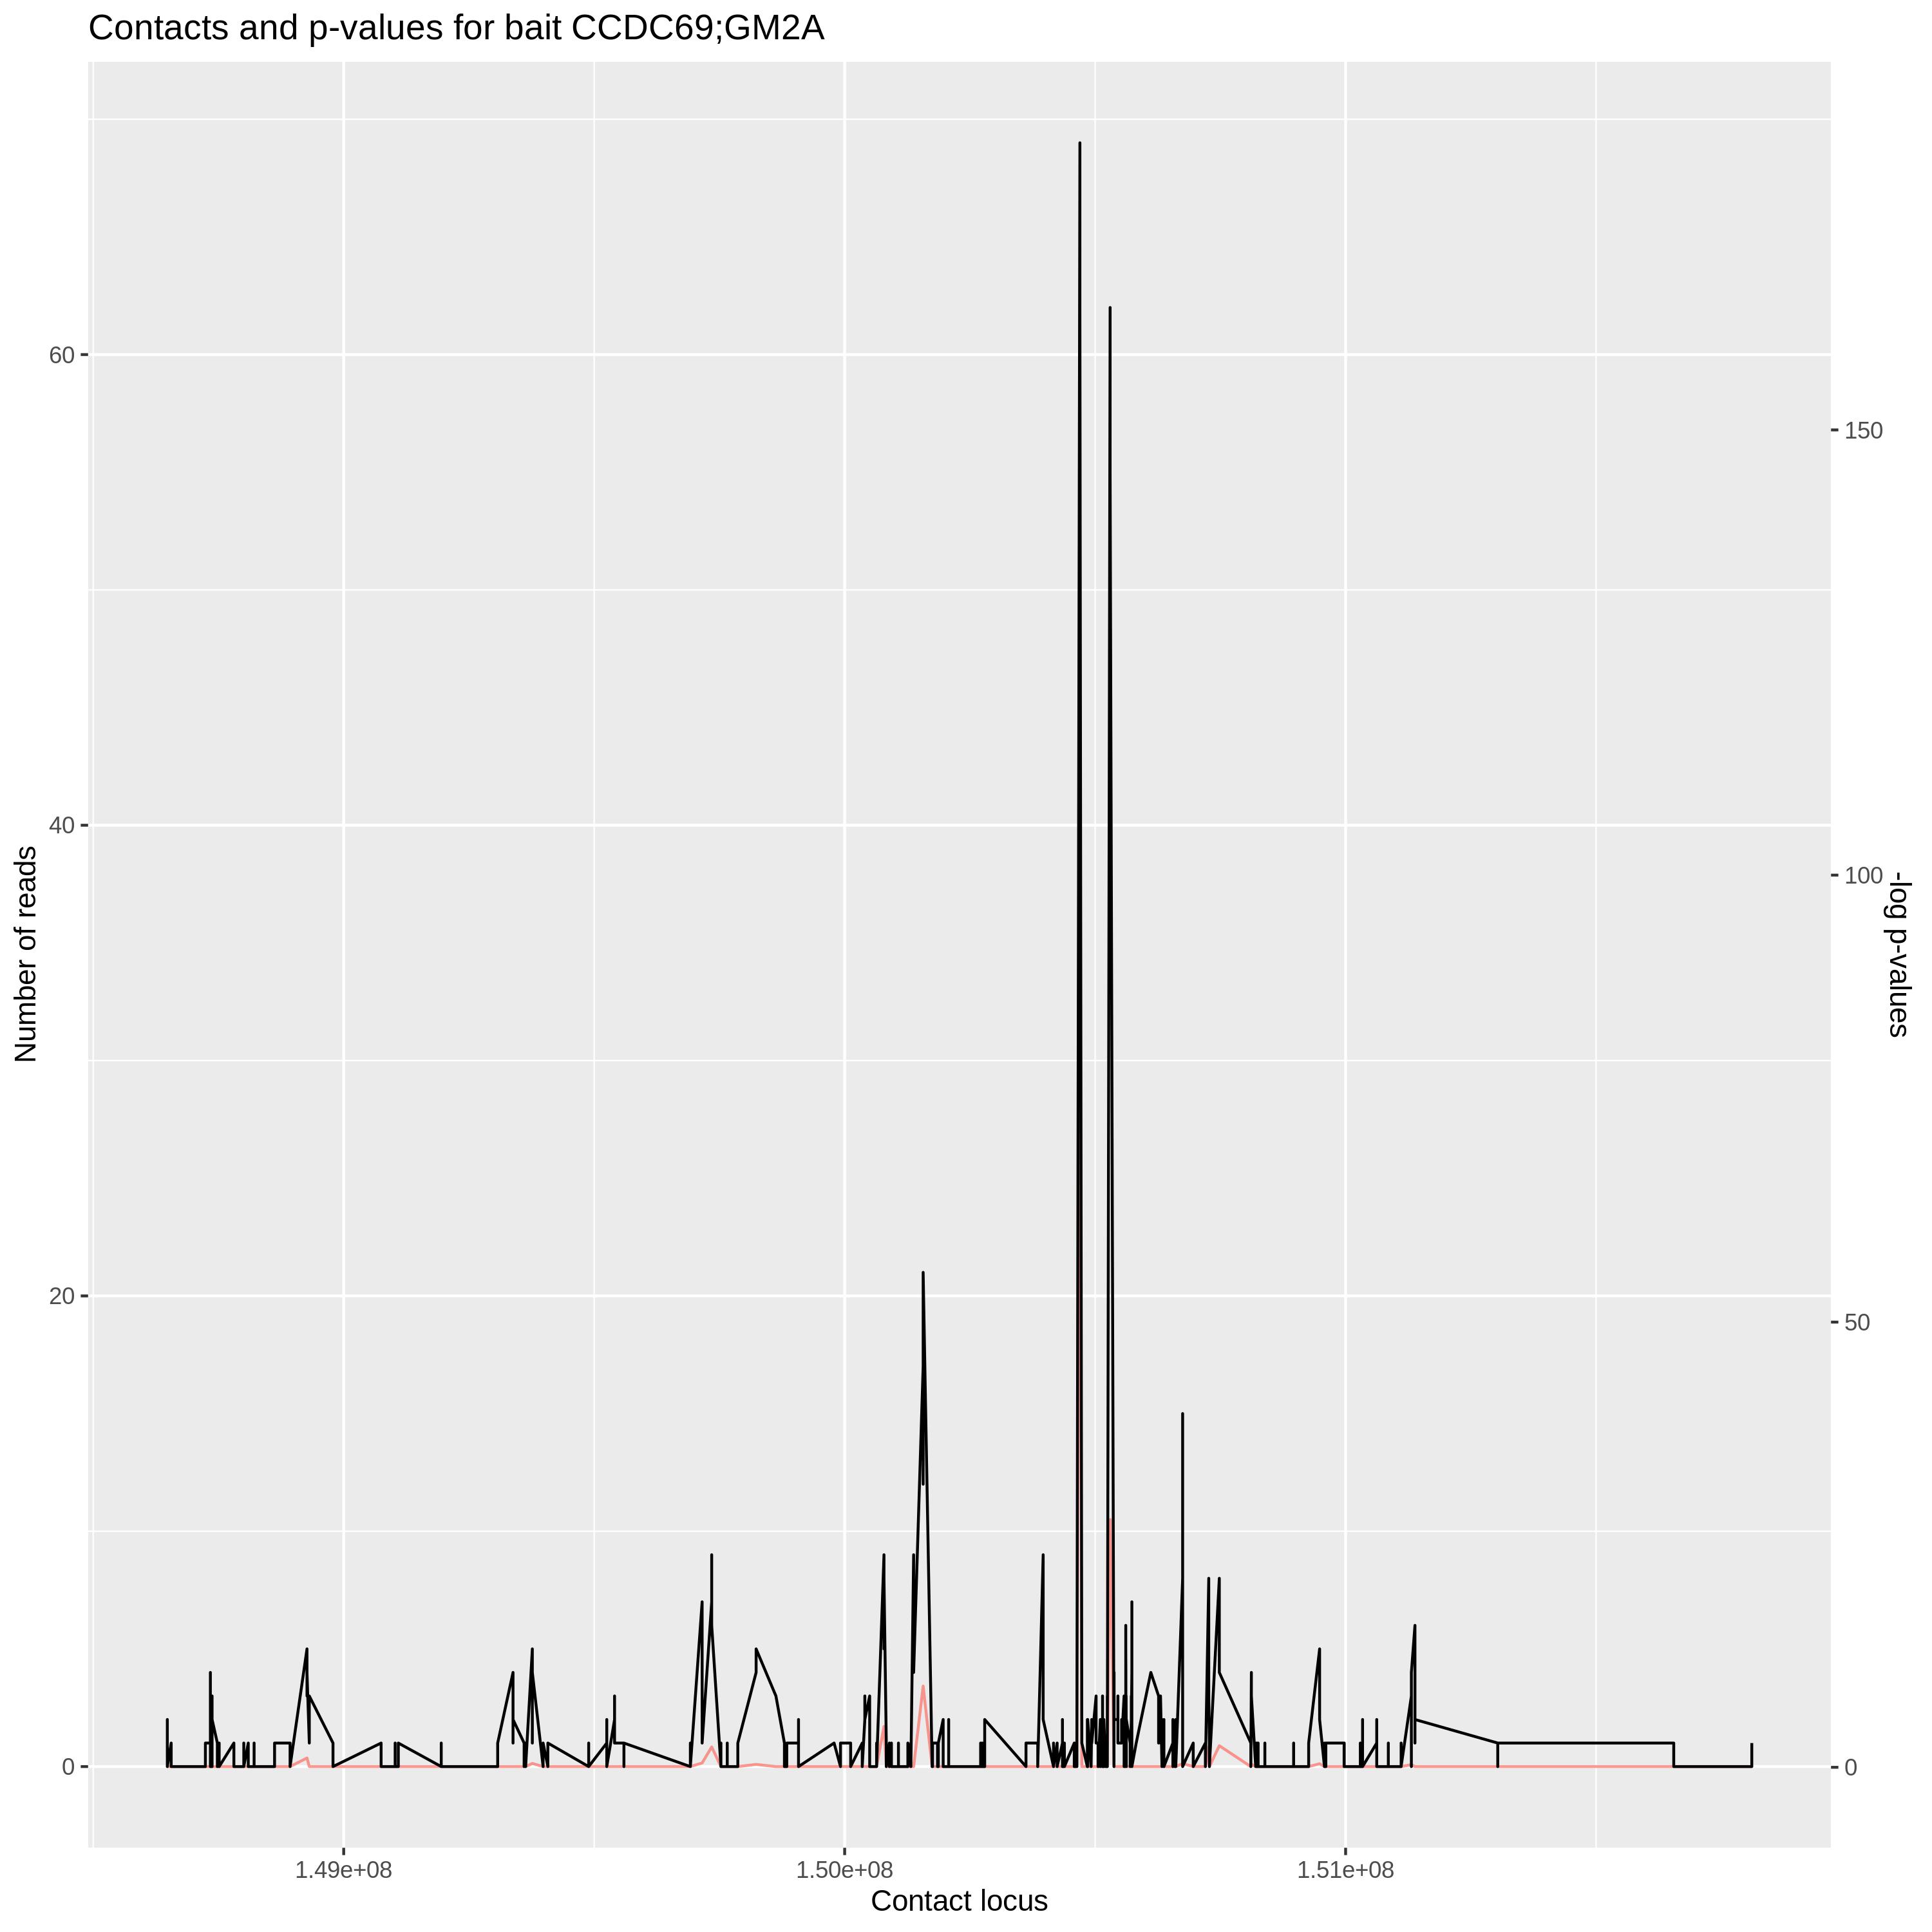 Contacts and p-values for bait CCDC69;GM2A
60
40
20
0
Number of reads
150
100
50
0
-log p-values
1.49e+08
1.50e+08
1.51e+08
Contact locus